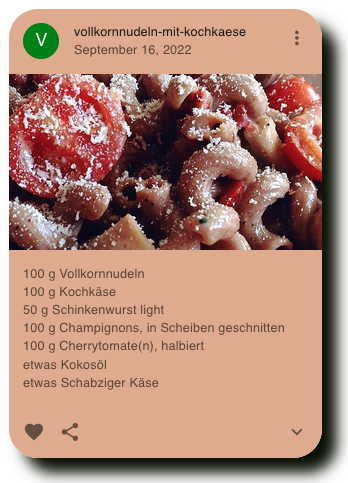 V
vollkornnudeln-mit-kochkaese
September 16, 2022
100 g Vollkornnudeln
100 g Kochkäse
50 g Schinkenwurst light
100 g Champignons, in Scheiben geschnitten
100 g Cherrytomate(n), halbiert
etwas Kokosöl
etwas Schabziger Käse